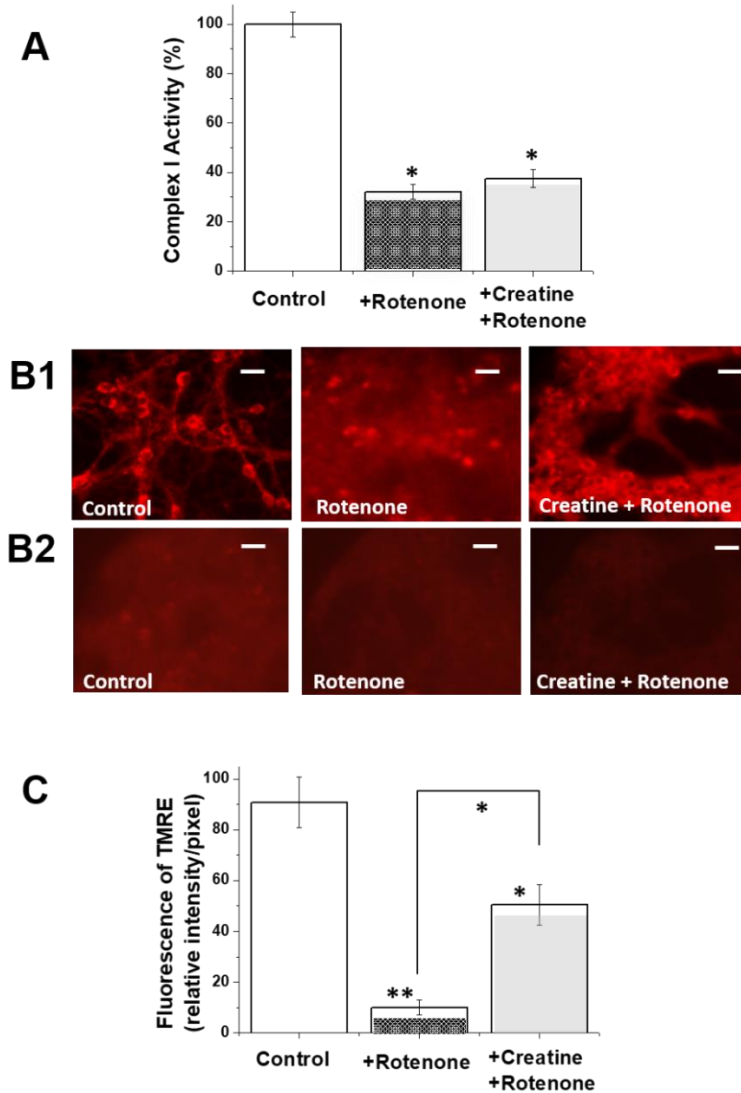 A
Complex I Activity (%)
100
80
60
40
20
0
*
*
Control
+Rotenone
+Creatine
+Rotenone
B1
Control
Rotenone
Creatine + Rotenone
B2
Control
Rotenone
Creatine + Rotenone
C
Fluorescence of TMRE
(relative intensity/pixel)
100
80
60
40
20
0
*
*
**
Control
+Rotenone
+Creatine
+Rotenone